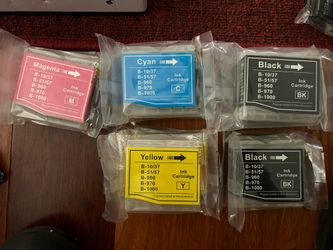 Magenta
B-10/37
B-51/57
B-960
B-970
B-1000
Ink
Cartridge
M
Cyan
B-10/37
B-51/57
B-960
B-970
B-1000
Ink
Cartridge
C
Black
B-10/37
B-51/57
B-960
B-970
B-1000
Ink
Cartridge
BK
Yellow
B-10/37
B-51/57
B-960
B-970
B-1000
Ink
Cartridge
Y
Black
B-10/37
B-51/57
B-960
B-970
B-1000
Ink
Cartridge
BK